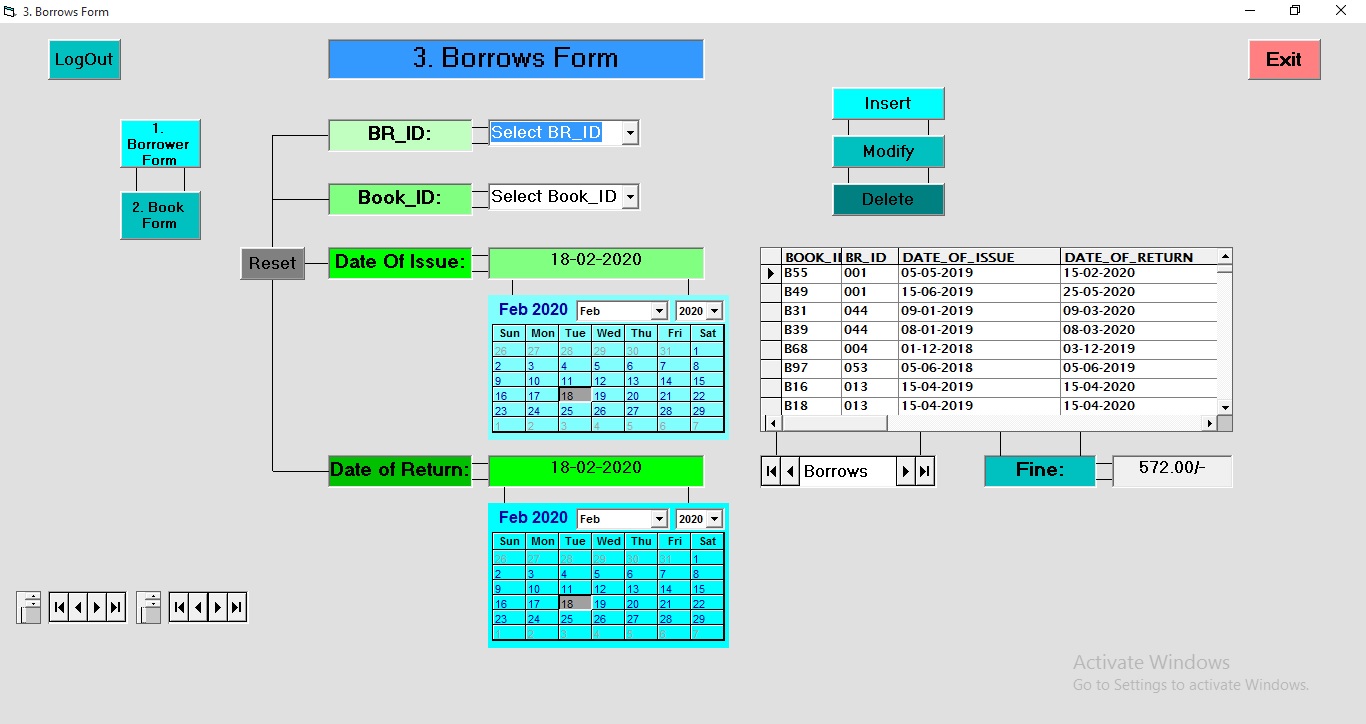 3. Borrows Form
LogOut
3. Borrows Form
Exit
Insert
Modify
Delete
1.
Borrower
Form
2. Book
Form
BR_ID:
Select BR_ID
Book_ID:
Select Book_ID
Reset
Date Of Issue:
18-02-2020
Feb 2020 Feb 2020
Sun Mon Tue Wed Thu Fri Sat
26 27 28 29 30 31 1
2 3 4 5 6 7 8
9 10 11 12 13 14 15
16 17 18 19 20 21 22
23 24 25 26 27 28 29
1 2 3 4 5 6 7
Date of Return:
18-02-2020
Feb 2020 Feb 2020
Sun Mon Tue Wed Thu Fri Sat
26 27 28 29 30 31 1
2 3 4 5 6 7 8
9 10 11 12 13 14 15
16 17 18 19 20 21 22
23 24 25 26 27 28 29
1 2 3 4 5 6 7
BOOK_II BR_ID DATE_OF_ISSUE DATE_OF_RETURN
B55 001 05-05-2019 15-02-2020
B49 001 15-06-2019 25-05-2020
B31 044 09-01-2019 09-03-2020
B39 044 08-01-2019 08-03-2020
B68 004 01-12-2018 03-12-2019
B97 053 05-06-2018 05-06-2019
B16 013 15-04-2019 15-04-2020
B18 013 15-04-2019 15-04-2020
Borrows
Fine:
572.00/-
Activate Windows
Go to Settings to activate Windows.